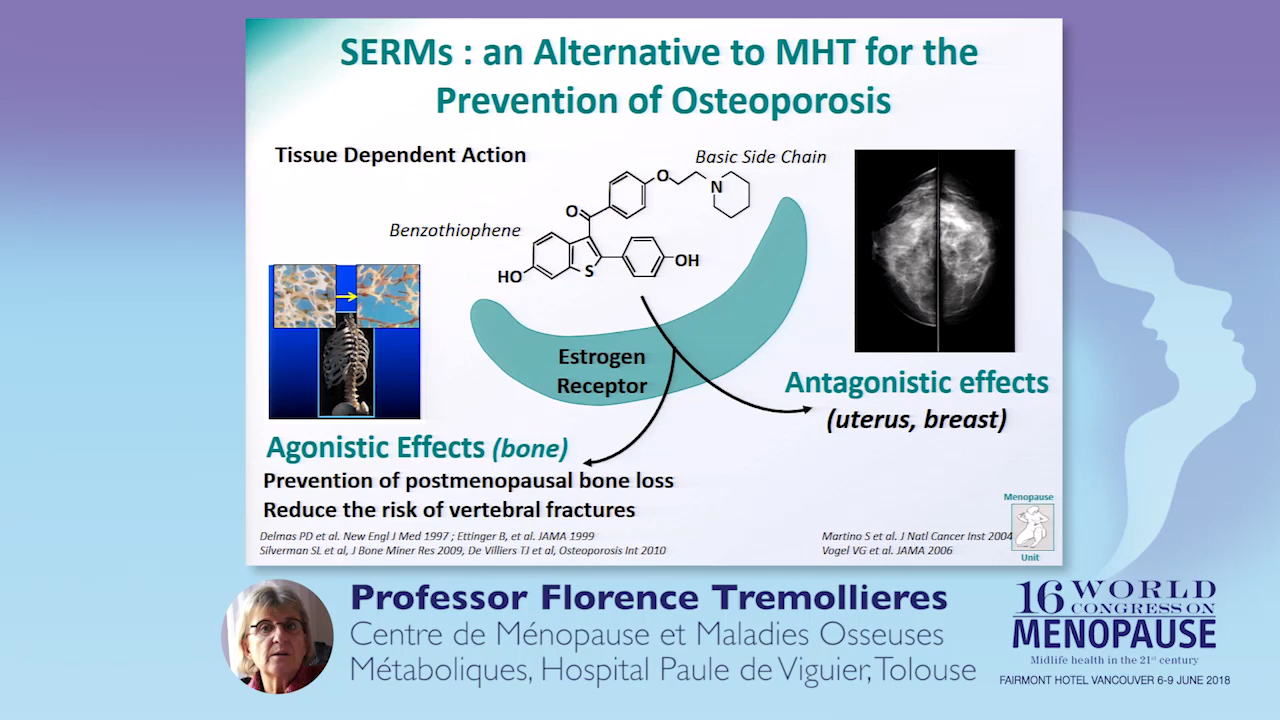 SERMs : an Alternative to MHT for the
Prevention of Osteoporosis
Tissue Dependent Action
Basic Side Chain
Benzothiophene
O
N
O
HO
S
OH
Estrogen
Receptor
Antagonistic effects
(uterus, breast)
Agonistic Effects (bone)
Prevention of postmenopausal bone loss
Reduce the risk of vertebral fractures
Delmas PD et al. New Engl J Med 1997 ; Ettinger B, et al. JAMA 1999
Silverman SL et al, J Bone Miner Res 2009, De Villiers TJ et al, Osteoporosis Int 2010
Martino S et al. J Natl Cancer Inst 2004
Vogel VG et al. JAMA 2006
Menopause
Unit
Professor Florence Tremollieres
Centre de Ménopause et Maladies Osseuses
Métaboliques, Hospital Paule de Viguier, Tolouse
16 WORLD
CONGRESS ON
MENOPAUSE
Midlife health in the 21st century
FAIRMONT HOTEL VANCOUVER 6-9 JUNE 2018